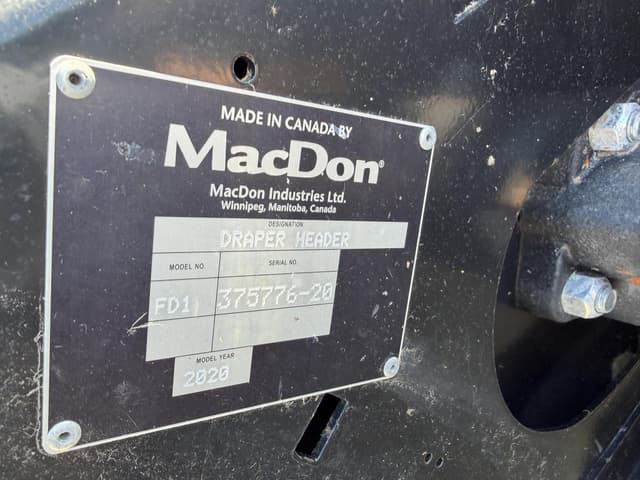 MADE IN CANADA BY
MacDon®
MacDon Industries Ltd.
Winnipeg, Manitoba, Canada
DESIGNATION
DRAPER HEADER
MODEL NO. SERIAL NO.
FD1 375776-20
MODEL YEAR
2020